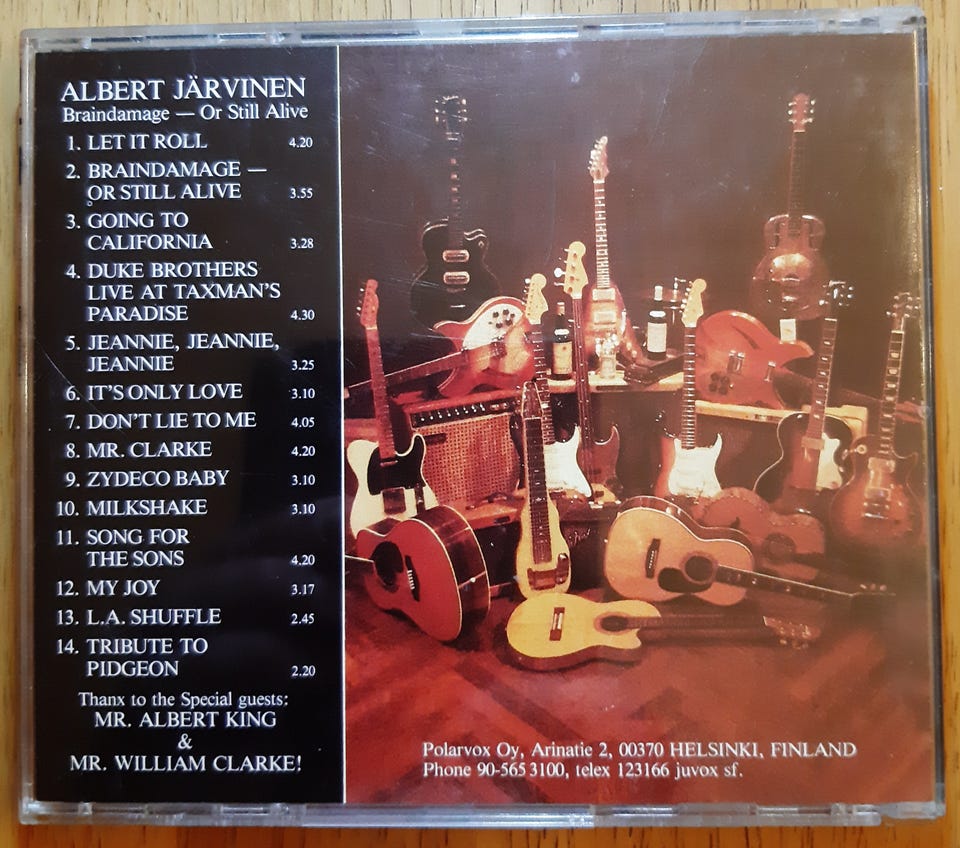 ALBERT JÄRVINEN
Braindamage — Or Still Alive
1. LET IT ROLL 4.20
2. BRAINDAMAGE —
OR STILL ALIVE 3.55
3. GOING TO
CALIFORNIA 3.28
4. DUKE BROTHERS
LIVE AT TAXMAN'S
PARADISE 4.30
5. JEANNIE, JEANNIE,
JEANNIE 3.25
6. IT'S ONLY LOVE 3.10
7. DON'T LIE TO ME 4.05
8. MR. CLARKE 4.20
9. ZYDECO BABY 3.10
10. MILKSHAKE 3.10
11. SONG FOR
THE SONS 4.20
12. MY JOY 3.17
13. L.A. SHUFFLE 2.45
14. TRIBUTE TO
PIDGEON 2.20
Thanx to the Special guests:
MR. ALBERT KING
&
MR. WILLIAM CLARKE!
Polarvox Oy, Arinatie 2, 00370 HELSINKI, FINLAND
Phone 90-565 3100, telex 123166 juvox sf.